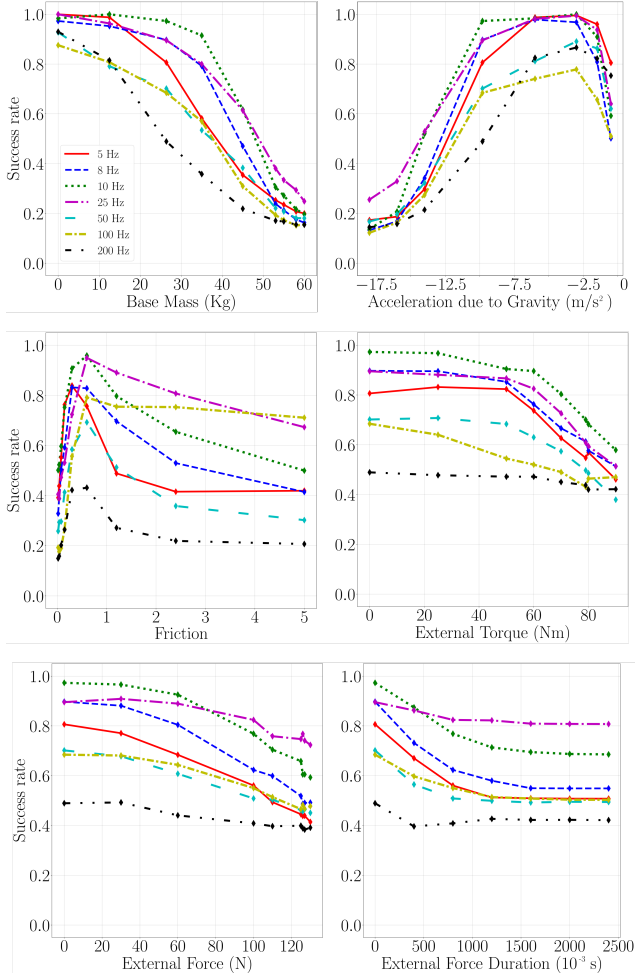 1.0
0.8
0.6
0.4
0.2
0.0
Success rate
5 Hz
8 Hz
10 Hz
25 Hz
50 Hz
100 Hz
200 Hz
0 10 20 30 40 50 60
Base Mass (Kg)
1.0
0.8
0.6
0.4
0.2
0.0
−17.5 −12.5 −7.5 −2.5 0
Acceleration due to Gravity (m/s²)
1.0
0.8
0.6
0.4
0.2
0.0
Success rate
0 1 2 3 4 5
Friction
1.0
0.8
0.6
0.4
0.2
0.0
0 20 40 60 80
External Torque (Nm)
1.0
0.8
0.6
0.4
0.2
0.0
Success rate
0 20 40 60 80 100 120
External Force (N)
1.0
0.8
0.6
0.4
0.2
0.0
0 500 1000 1500 2000 2500
External Force Duration (10⁻³ s)